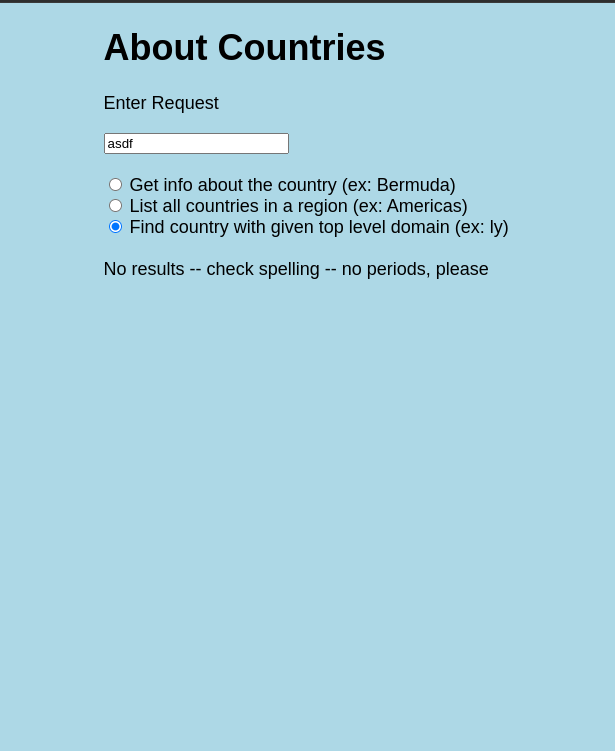 About Countries
Enter Request
asdf
Get info about the country (ex: Bermuda)
List all countries in a region (ex: Americas)
Find country with given top level domain (ex: ly)
No results -- check spelling -- no periods, please